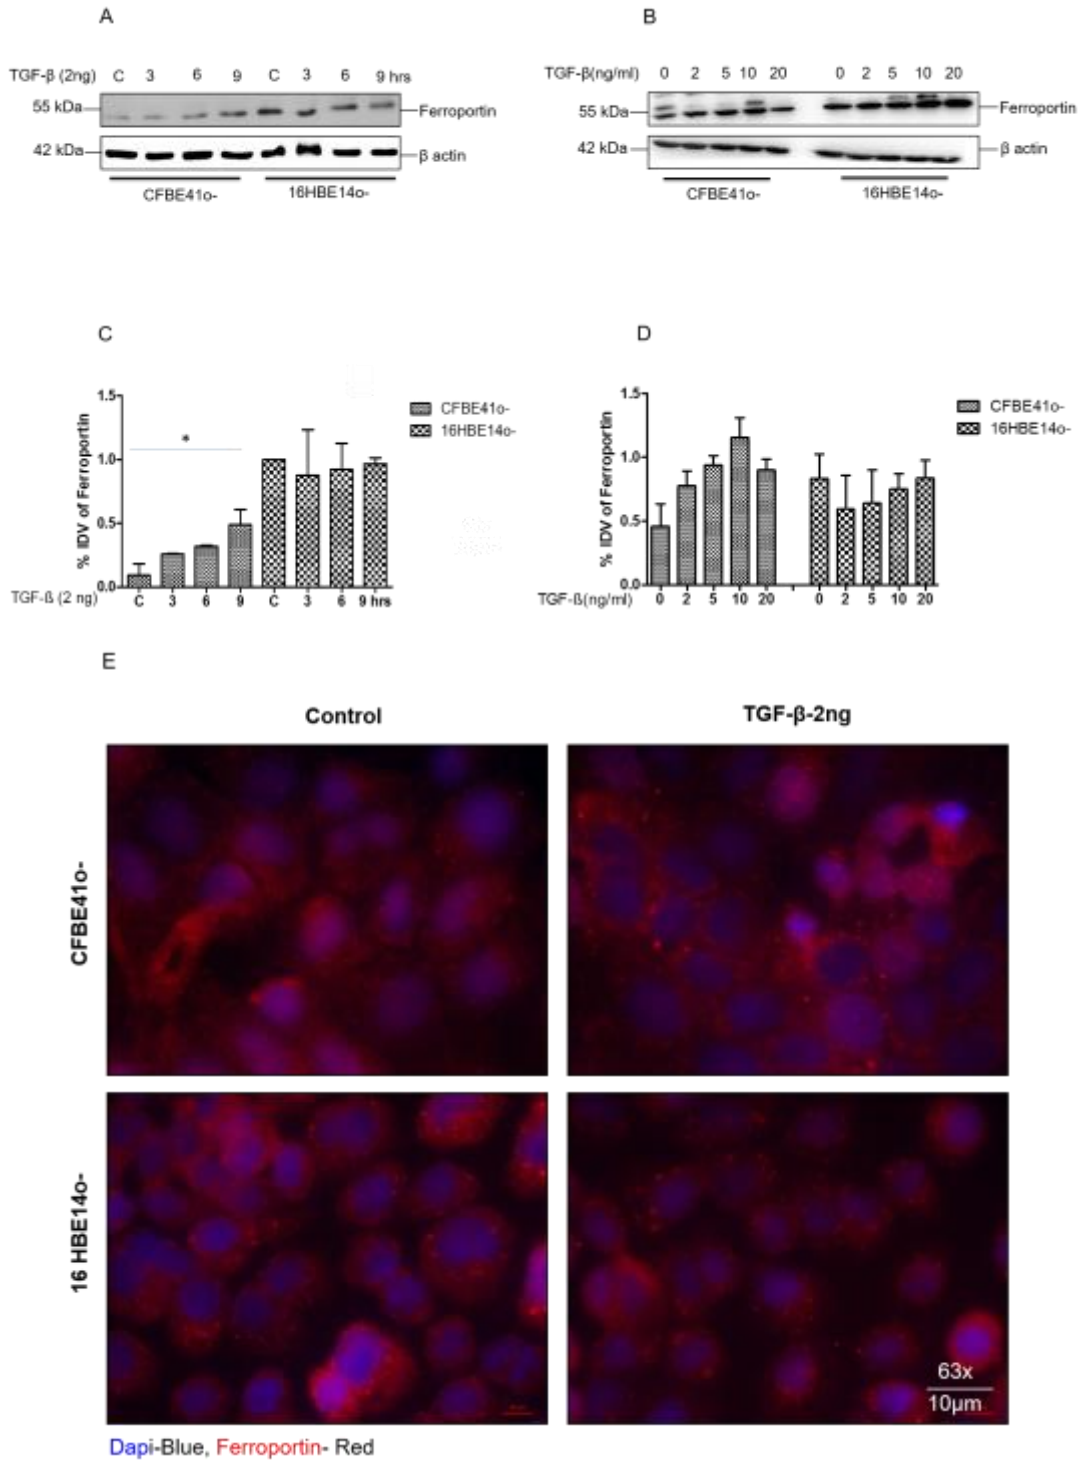 A
B
TGF-β (2ng) C 3 6 9 C 3 6 9 hrs
55 kDa
Ferroportin
42 kDa
β actin
CFBE41o-
16HBE14o-
TGF-β(ng/ml) 0 2 5 10 20 0 2 5 10 20
55 kDa
Ferroportin
42 kDa
β actin
CFBE41o-
16HBE14o-
C
D
% IDV of Ferroportin
1.5
1.0
0.5
0.0
*
CFBE41o-
16HBE14o-
TGF-ß (2 ng) C 3 6 9 C 3 6 9 hrs
% IDV of Ferroportin
1.5
1.0
0.5
0.0
CFBE41o-
16HBE14o-
TGF-ß(ng/ml) 0 2 5 10 20 0 2 5 10 20
E
Control
TGF-β-2ng
CFBE41o-
16 HBE14o-
63x
10µm
Dapi-Blue, Ferroportin- Red